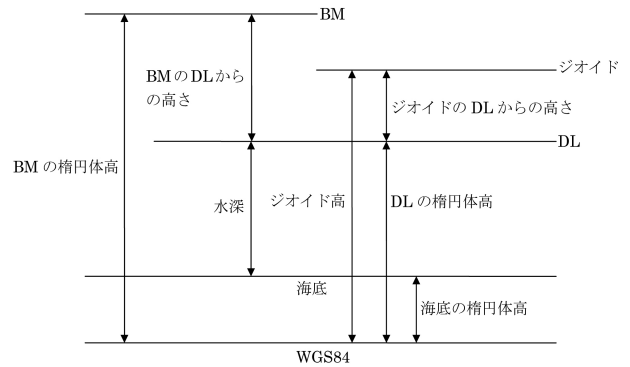 BM
ジオイド
BMのDLから
の高さ
ジオイドのDLからの高さ
DL
BMの楕円体高
水深
ジオイド高
DLの楕円体高
海底
海底の楕円体高
WGS84